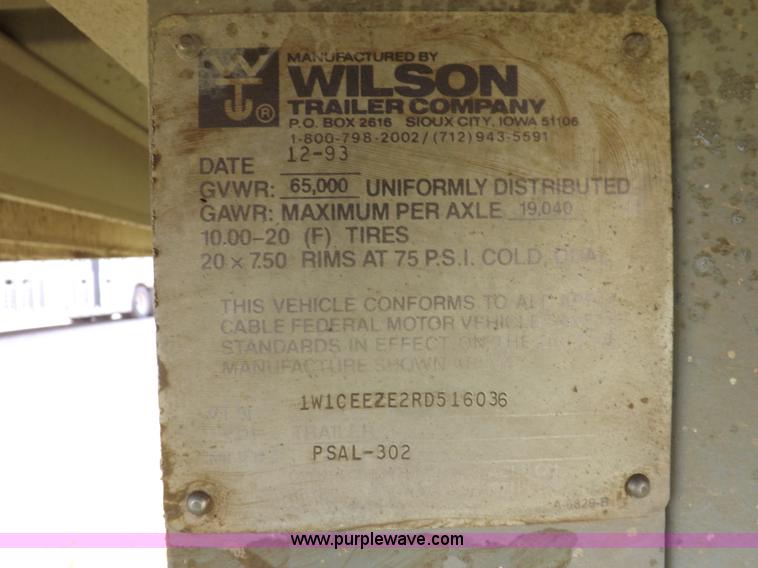 MANUFACTURED BY
WILSON
TRAILER COMPANY
®
P.O. BOX 2616 SIOUX CITY, IOWA 51106
1-800-798-2002/(712)943-5591
DATE 12-93
GVWR: 65,000 UNIFORMLY DISTRIBUTED
GAWR: MAXIMUM PER AXLE 19,040
10.00-20 (F) TIRES
20 x 7.50 RIMS AT 75 P.S.I. COLD, DUAL
THIS VEHICLE CONFORMS TO ALL
CABLE FEDERAL MOTOR VEHICLE
STANDARDS IN EFFECT ON THE
MANUFACTURE SHOWN
1W1CEEZE2RD516036
TRAILER
PSAL-302
A-6829-B
www.purplewave.com